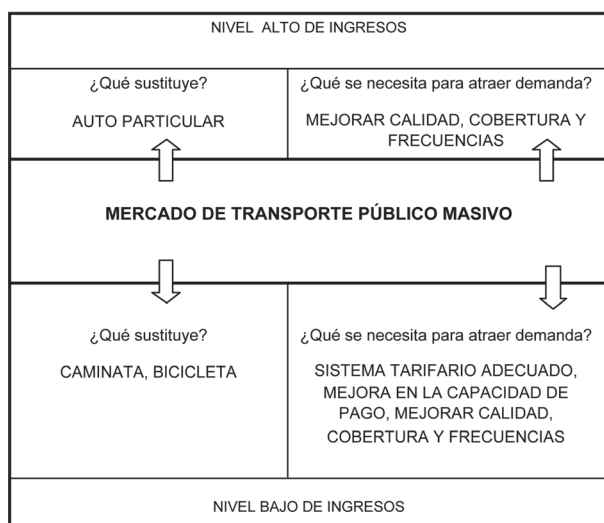 NIVEL ALTO DE INGRESOS
¿Qué sustituye?
AUTO PARTICULAR
¿Qué se necesita para atraer demanda?
MEJORAR CALIDAD, COBERTURA Y
FRECUENCIAS
MERCADO DE TRANSPORTE PÚBLICO MASIVO
¿Qué sustituye?
CAMINATA, BICICLETA
¿Qué se necesita para atraer demanda?
SISTEMA TARIFARIO ADECUADO,
MEJORA EN LA CAPACIDAD DE
PAGO, MEJORAR CALIDAD,
COBERTURA Y FRECUENCIAS
NIVEL BAJO DE INGRESOS